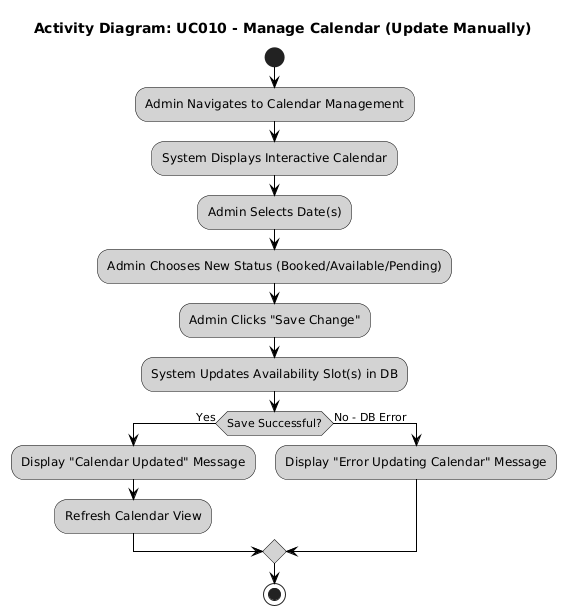 Activity Diagram: UC010 - Manage Calendar (Update Manually)
Admin Navigates to Calendar Management
System Displays Interactive Calendar
Admin Selects Date(s)
Admin Chooses New Status (Booked/Available/Pending)
Admin Clicks "Save Change"
System Updates Availability Slot(s) in DB
Yes
Save Successful?
No - DB Error
Display "Calendar Updated" Message
Display "Error Updating Calendar" Message
Refresh Calendar View